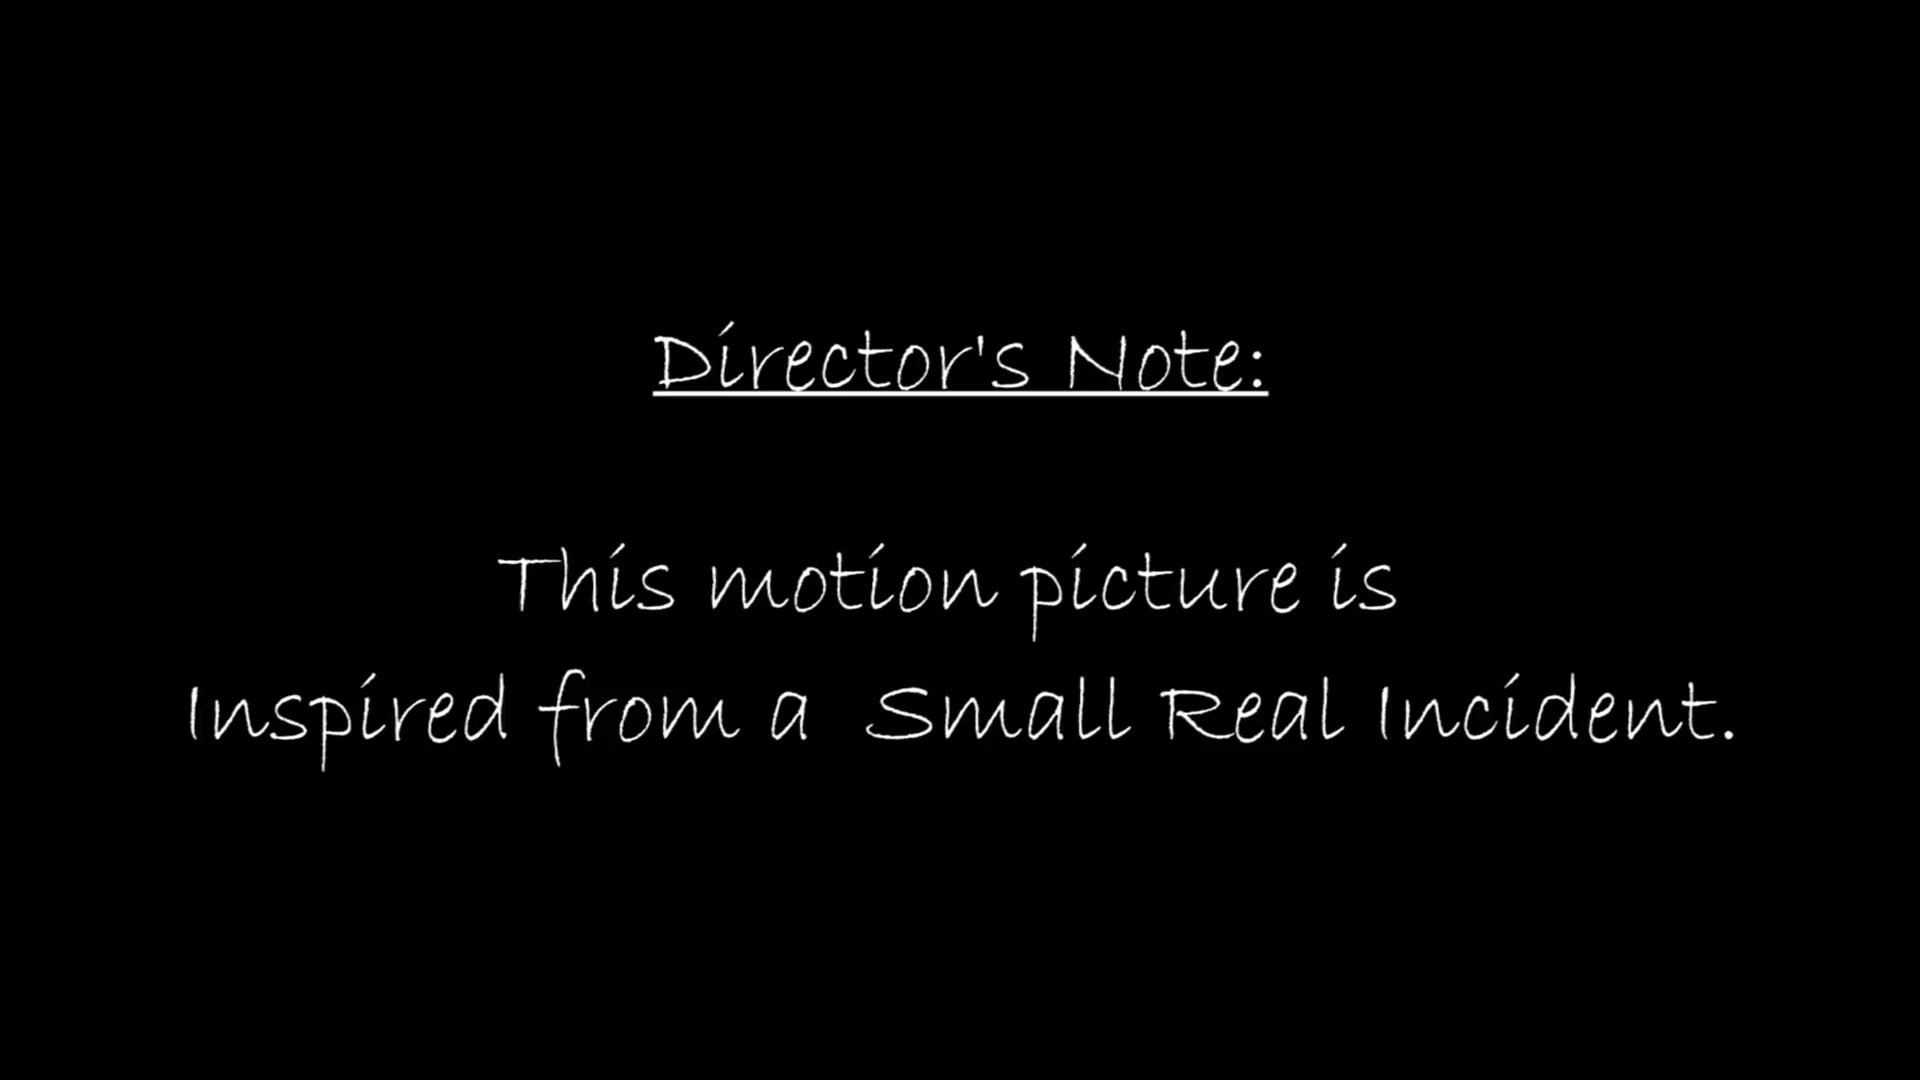 Director's Note:
This motion picture is
Inspired from a Small Real Incident.